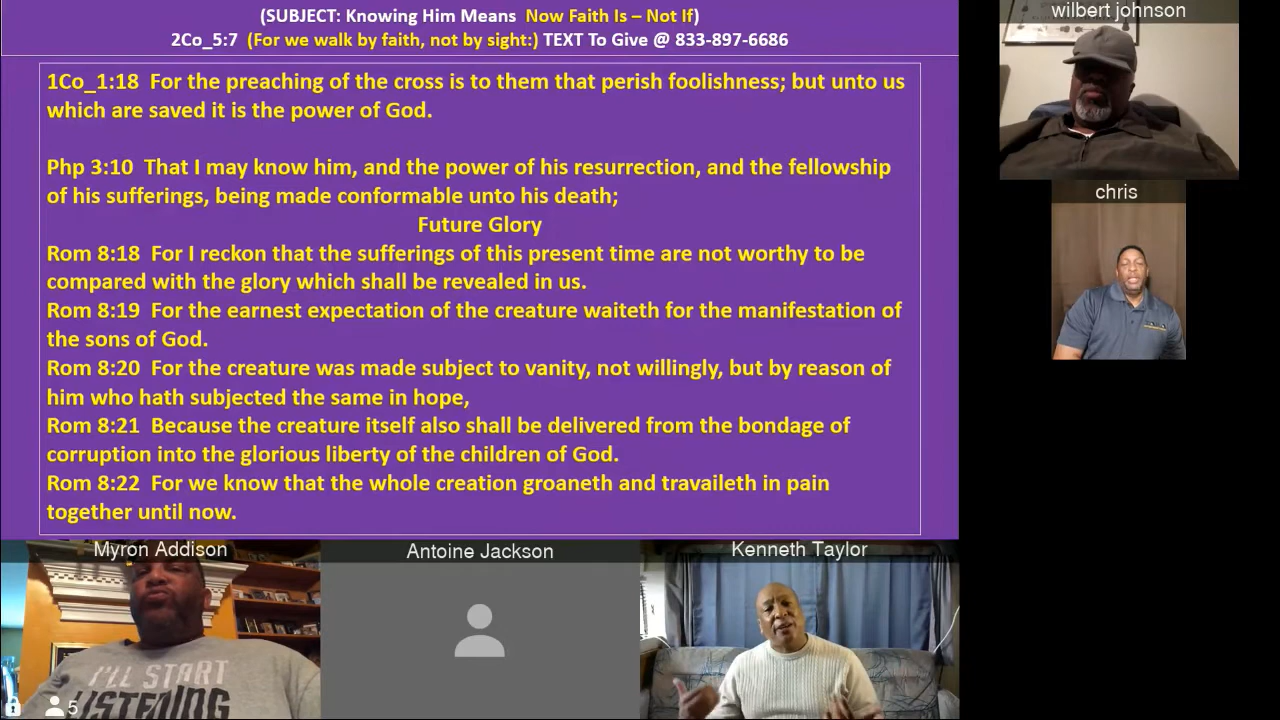 (SUBJECT: Knowing Him Means Now Faith Is – Not If)
2Co_5:7 (For we walk by faith, not by sight:) TEXT To Give @ 833-897-6686
1Co_1:18 For the preaching of the cross is to them that perish foolishness; but unto us
which are saved it is the power of God.
Php 3:10 That I may know him, and the power of his resurrection, and the fellowship
of his sufferings, being made conformable unto his death;
Future Glory
Rom 8:18 For I reckon that the sufferings of this present time are not worthy to be
compared with the glory which shall be revealed in us.
Rom 8:19 For the earnest expectation of the creature waiteth for the manifestation of
the sons of God.
Rom 8:20 For the creature was made subject to vanity, not willingly, but by reason of
him who hath subjected the same in hope,
Rom 8:21 Because the creature itself also shall be delivered from the bondage of
corruption into the glorious liberty of the children of God.
Rom 8:22 For we know that the whole creation groaneth and travaileth in pain
together until now.
wilbert johnson
chris
Myron Addison
Antoine Jackson
Kenneth Taylor
I'LL START
LISTENING
5